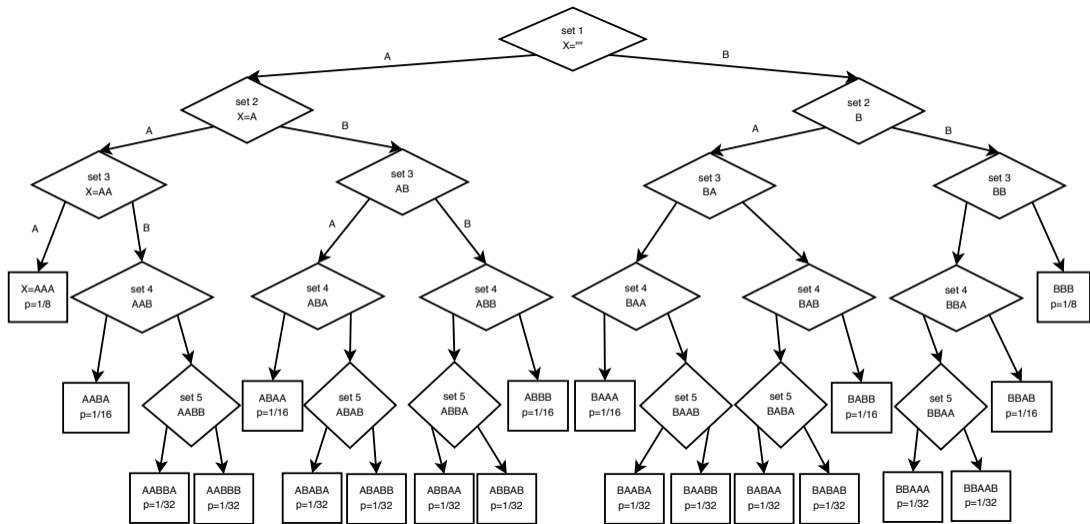 set 1
X=""
A
B
set 2
X=A
set 2
B
A
B
A
B
set 3
X=AA
set 3
AB
set 3
BA
set 3
BB
A
B
A
B
X=AAA
p=1/8
set 4
AAB
set 4
ABA
set 4
ABB
set 4
BAA
set 4
BAB
set 4
BBA
BBB
p=1/8
AABA
p=1/16
set 5
AABB
ABAA
p=1/16
set 5
ABAB
set 5
ABBA
ABBB
p=1/16
BAAA
p=1/16
set 5
BAAB
set 5
BABA
BABB
p=1/16
set 5
BBAA
BBAB
p=1/16
AABBA
p=1/32
AABBB
p=1/32
ABABA
p=1/32
ABABB
p=1/32
ABBAA
p=1/32
ABBAB
p=1/32
BAABA
p=1/32
BAABB
p=1/32
BABAA
p=1/32
BABAB
p=1/32
BBAAA
p=1/32
BBAAB
p=1/32